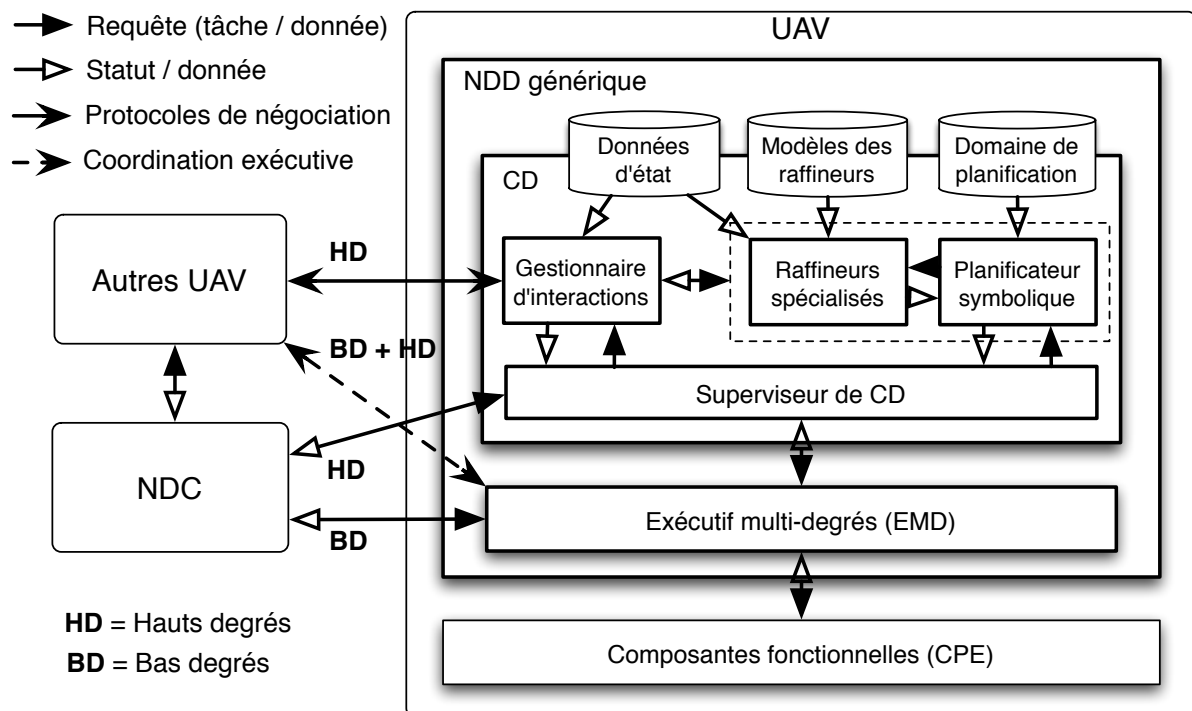 Requête (tâche / donnée)
Statut / donnée
Protocoles de négociation
Coordination exécutive
UAV
NDD générique
Données
d'état
Modèles des
raffineurs
Domaine de
planification
CD
Autres UAV
HD
Gestionnaire
d'interactions
Raffineurs
spécialisés
Planificateur
symbolique
BD + HD
Superviseur de CD
NDC
HD
BD
Exécutif multi-degrés (EMD)
HD = Hauts degrés
BD = Bas degrés
Composantes fonctionnelles (CPE)